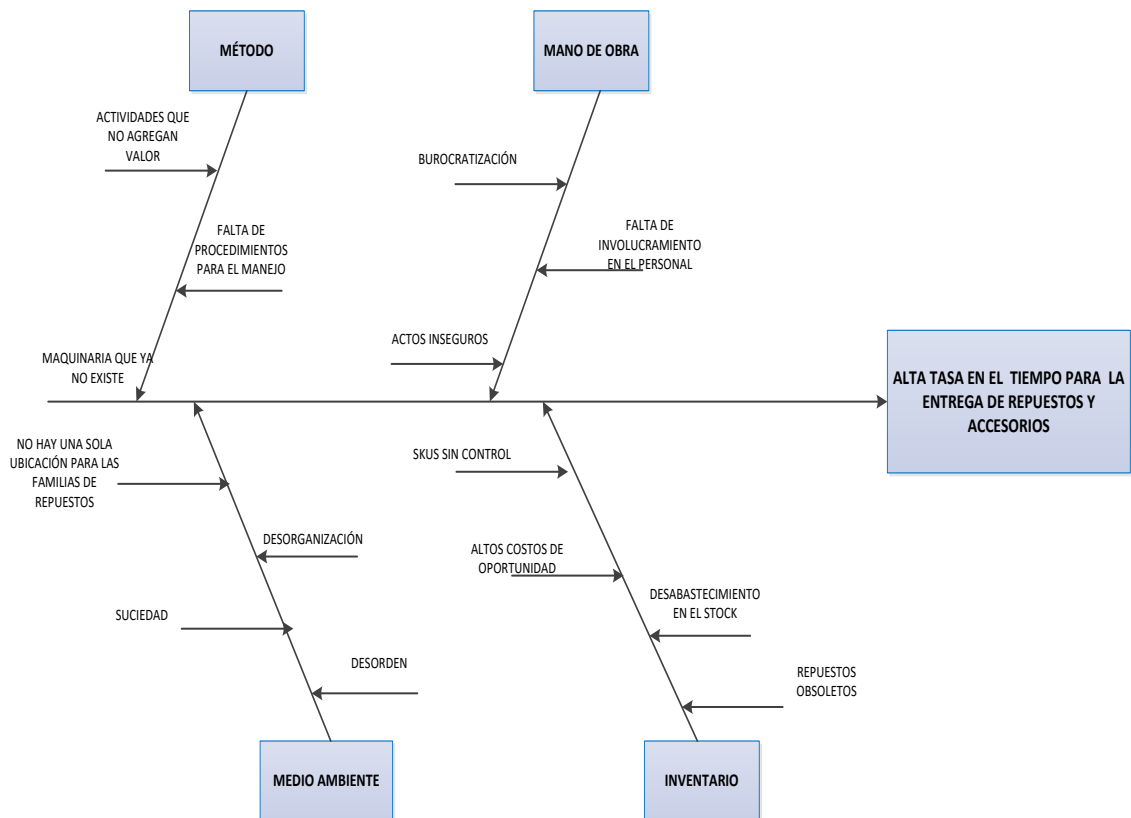 MÉTODO
MANO DE OBRA
ACTIVIDADES QUE
NO AGREGAN
VALOR
BUROCRATIZACIÓN
FALTA DE
PROCEDIMIENTOS
PARA EL MANEJO
FALTA DE
INVOLUCRAMIENTO
EN EL PERSONAL
MAQUINARIA QUE YA
NO EXISTE
ACTOS INSEGUROS
ALTA TASA EN EL TIEMPO PARA LA
ENTREGA DE REPUESTOS Y
ACCESORIOS
NO HAY UNA SOLA
UBICACIÓN PARA LAS
FAMILIAS DE
REPUESTOS
SKUS SIN CONTROL
DESORGANIZACIÓN
ALTOS COSTOS DE
OPORTUNIDAD
SUCIEDAD
DESABASTECIMIENTO
EN EL STOCK
DESORDEN
REPUESTOS
OBSOLETOS
MEDIO AMBIENTE
INVENTARIO